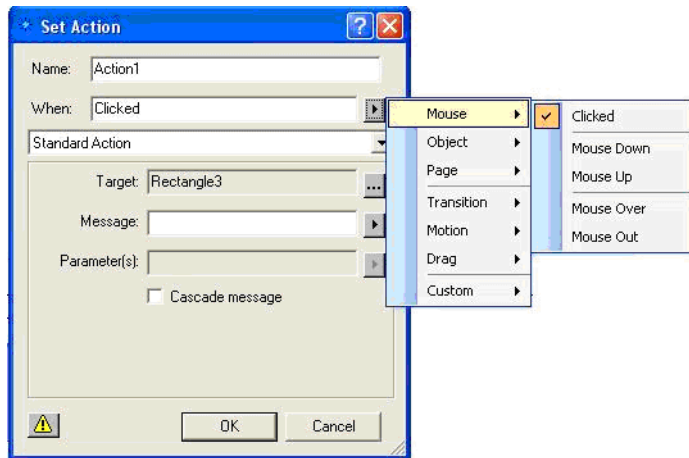 Set Action
Name: Action1
When: Clicked
Standard Action
Target: Rectangle3
Message:
Parameter(s):
Cascade message
OK Cancel
Mouse
Object
Page
Transition
Motion
Drag
Custom
Clicked
Mouse Down
Mouse Up
Mouse Over
Mouse Out